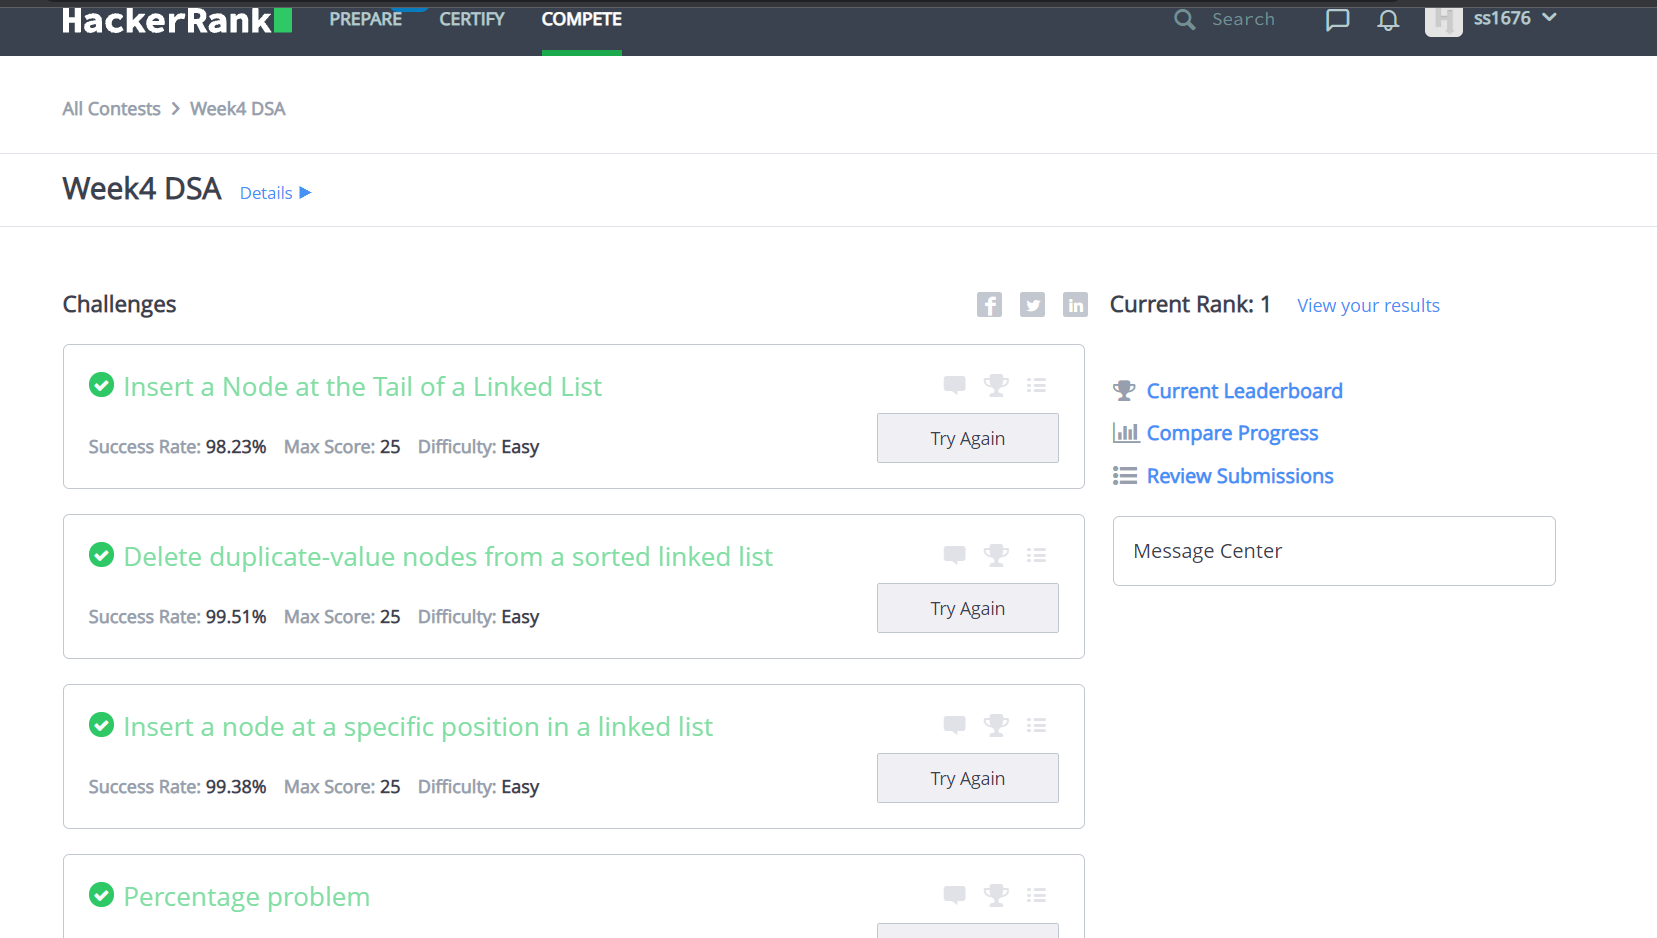 HackerRank PREPARE CERTIFY COMPETE Search ss1676
All Contests > Week4 DSA
Week4 DSA Details ▶
Challenges
Current Rank: 1 View your results
Insert a Node at the Tail of a Linked List
Success Rate: 98.23% Max Score: 25 Difficulty: Easy
Try Again
Delete duplicate-value nodes from a sorted linked list
Success Rate: 99.51% Max Score: 25 Difficulty: Easy
Try Again
Insert a node at a specific position in a linked list
Success Rate: 99.38% Max Score: 25 Difficulty: Easy
Try Again
Percentage problem
Current Leaderboard
Compare Progress
Review Submissions
Message Center